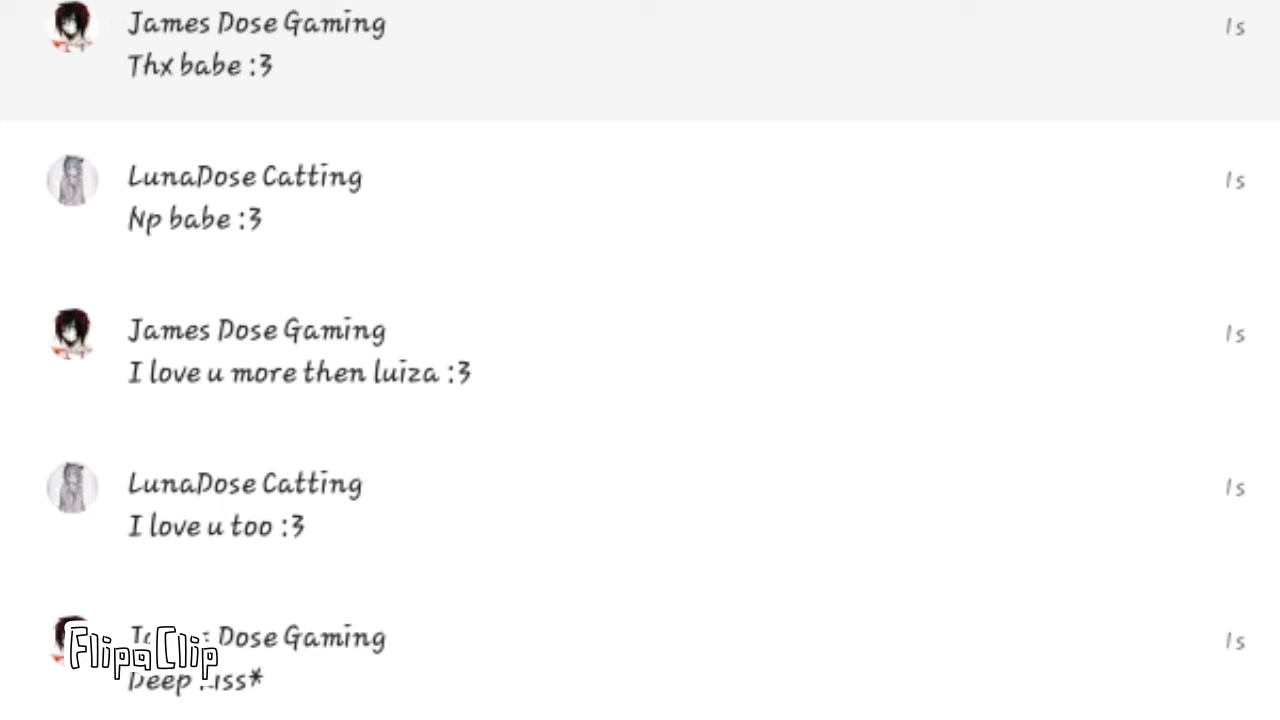 James Dose Gaming 1s
Thx babe :3
LunaDose Catting 1s
Np babe :3
James Dose Gaming 1s
I love u more then luiza :3
LunaDose Catting 1s
I love u too :3
Dose Gaming 1s
FlipaClip
Deep